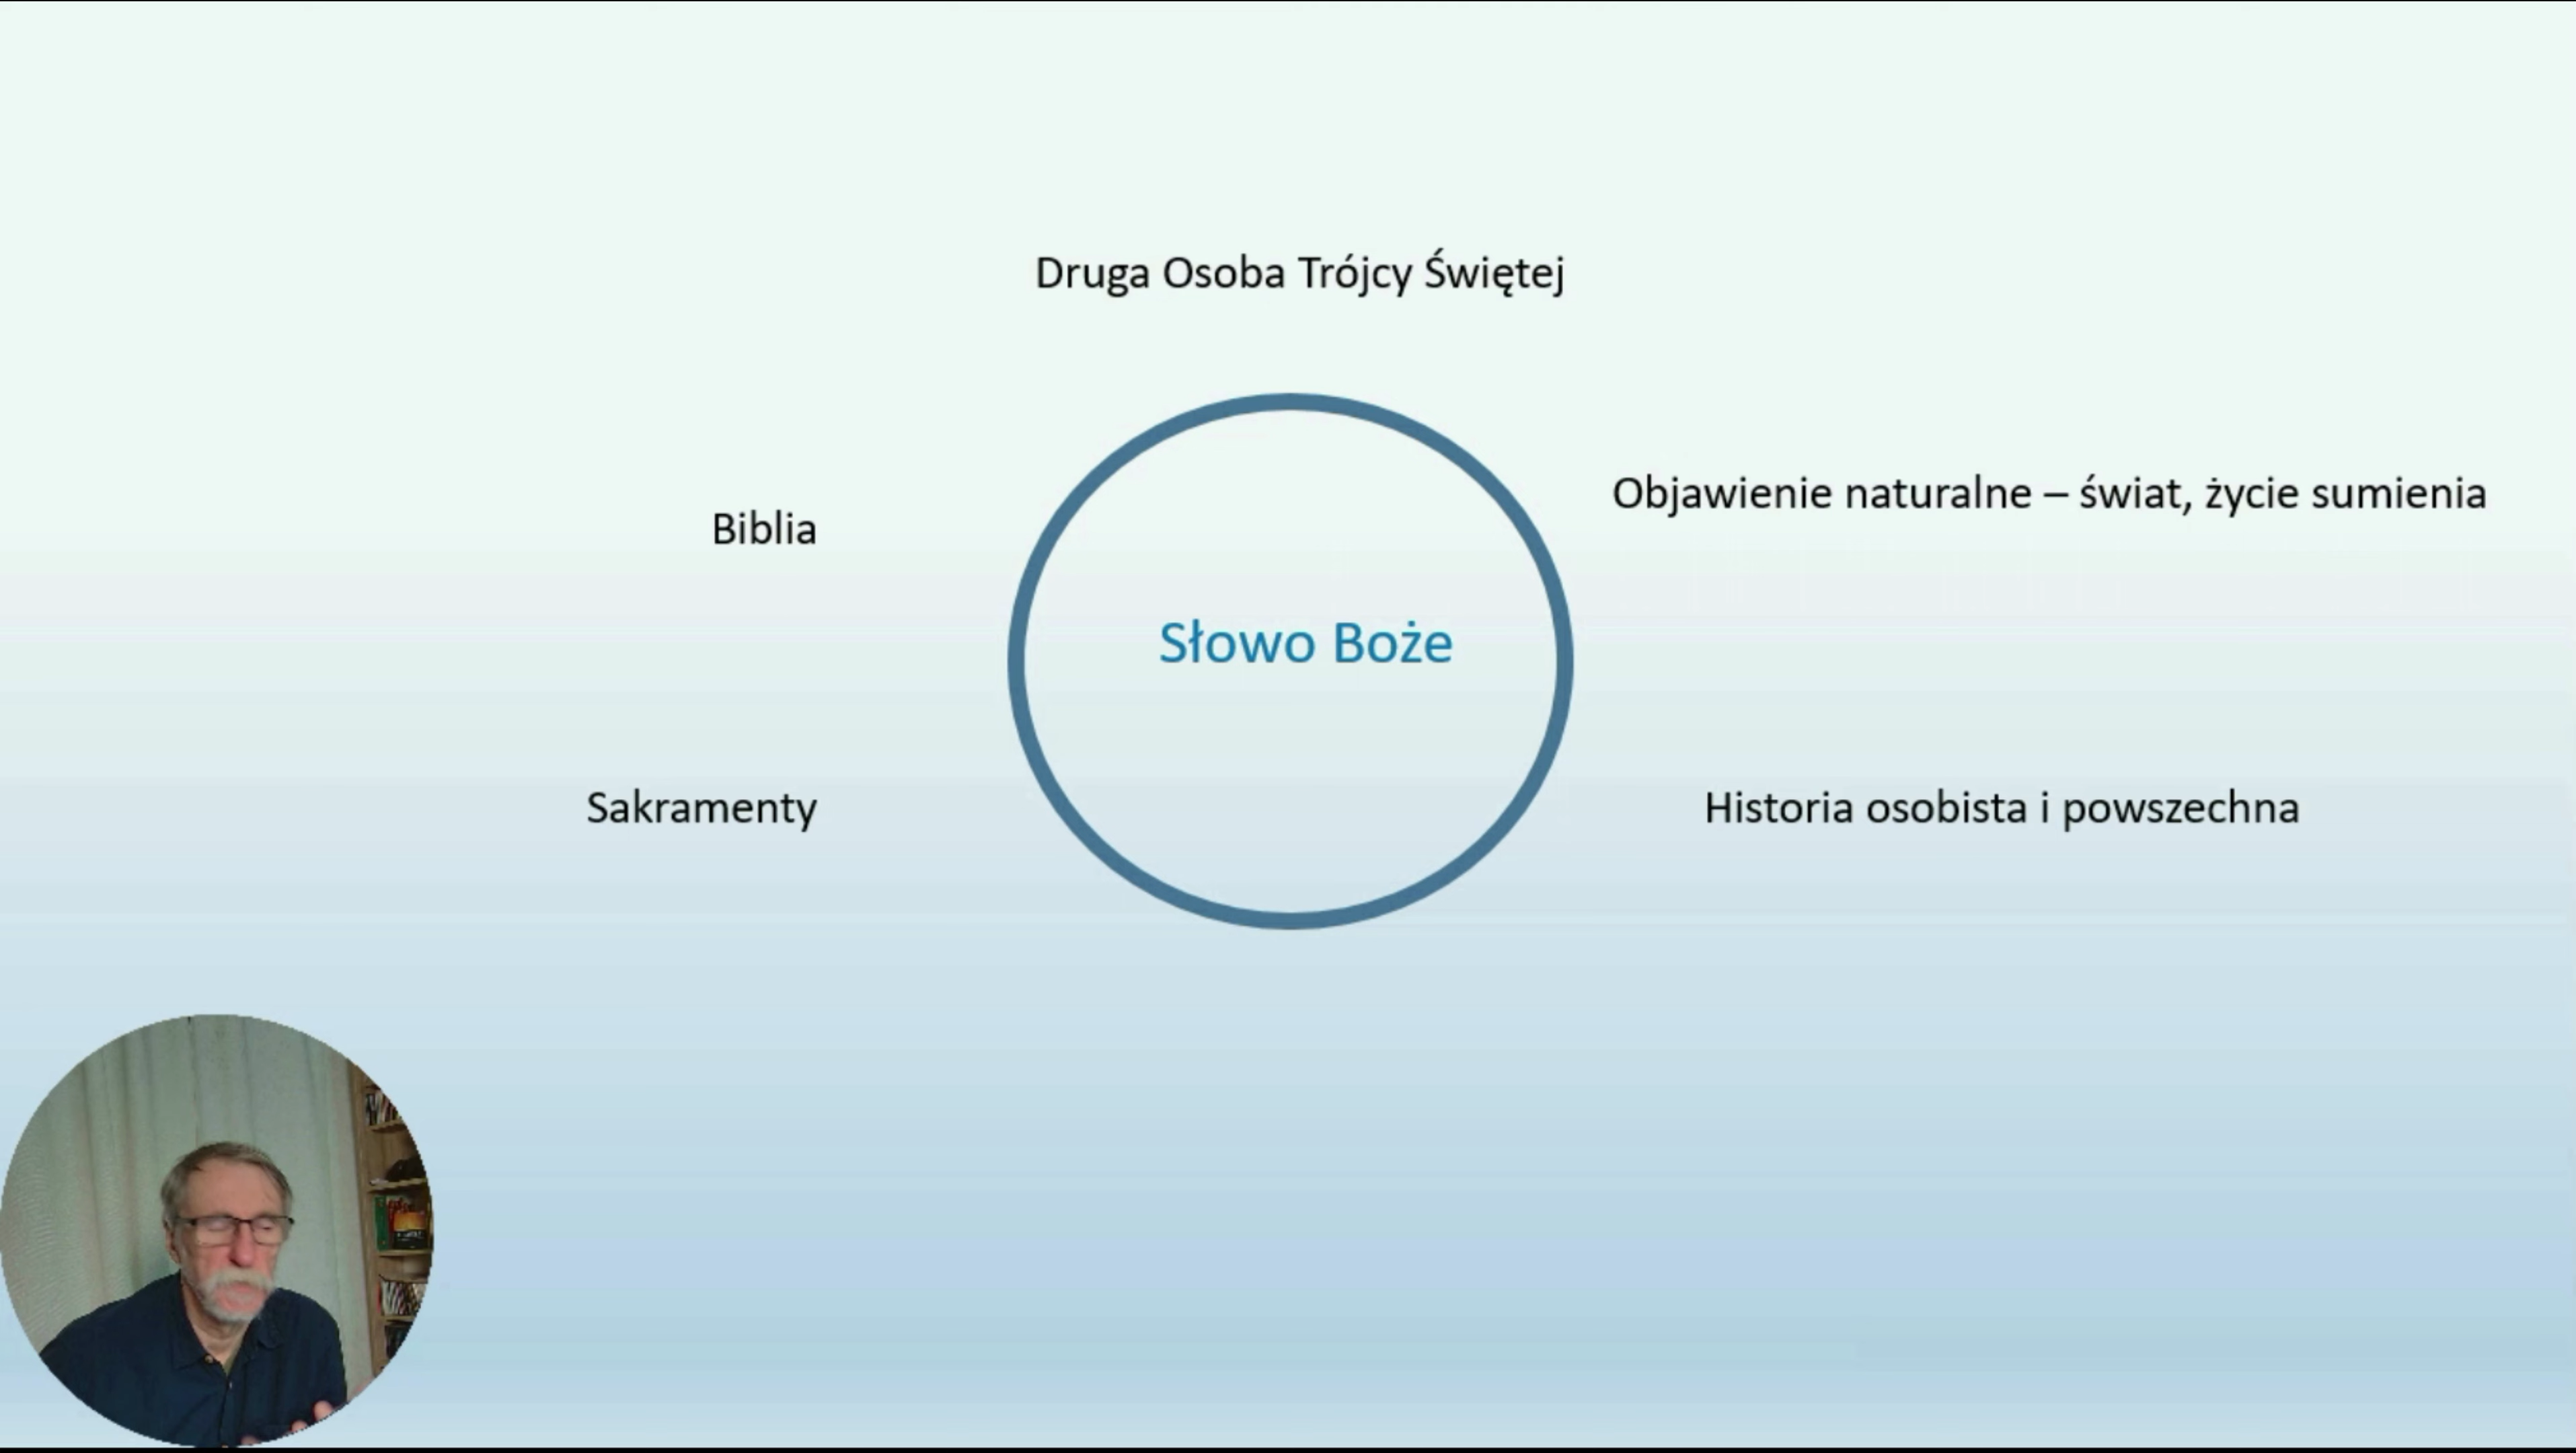 Druga Osoba Trójcy Świętej
Objawienie naturalne – świat, życie sumienia
Biblia
Słowo Boże
Sakramenty
Historia osobista i powszechna